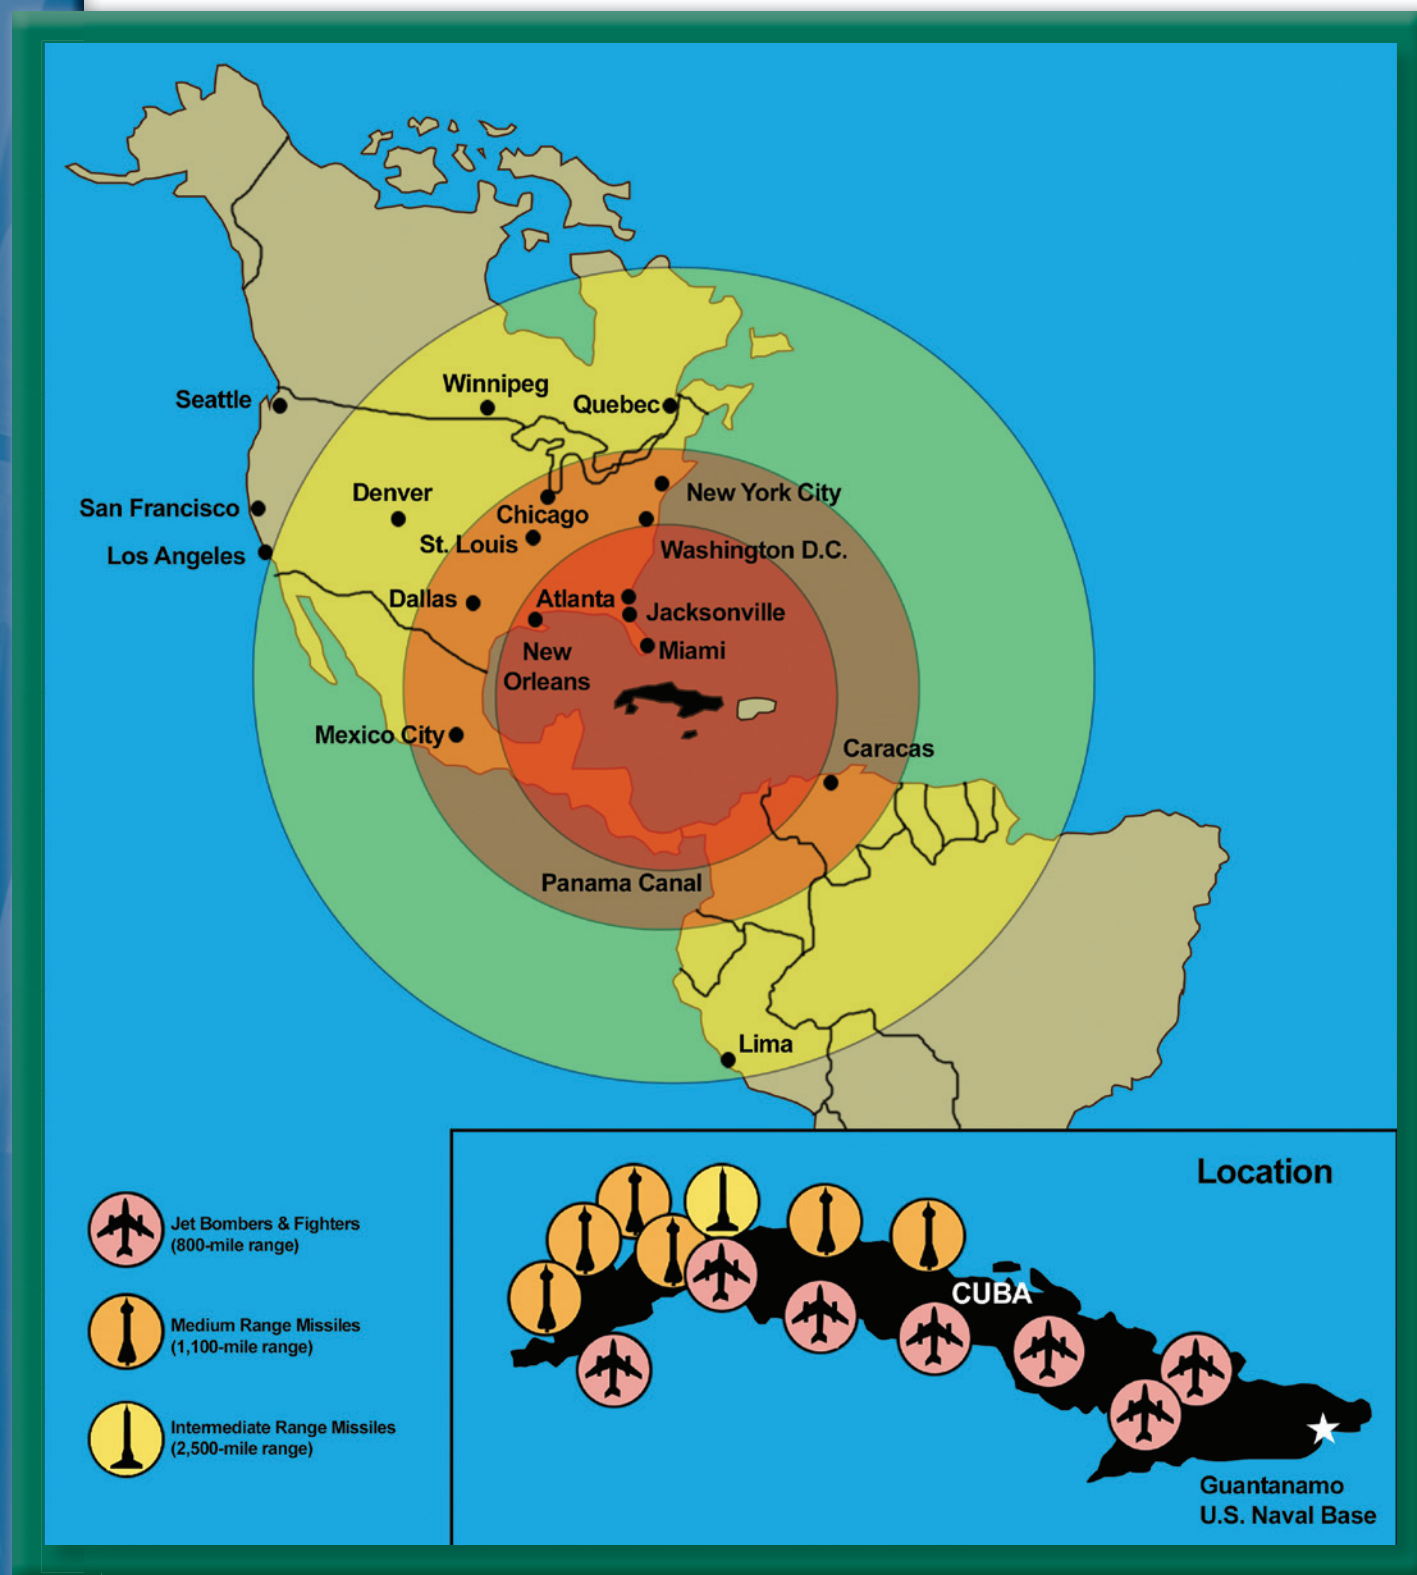 Winnipeg
Seattle
Quebec
Denver
New York City
San Francisco
Chicago
St. Louis
Washington D.C.
Los Angeles
Dallas
Atlanta
Jacksonville
New
Orleans
Miami
Mexico City
Caracas
Panama Canal
Lima
Jet Bombers & Fighters
(800-mile range)
Medium Range Missiles
(1,100-mile range)
Intermediate Range Missiles
(2,500-mile range)
Location
CUBA
Guantanamo
U.S. Naval Base